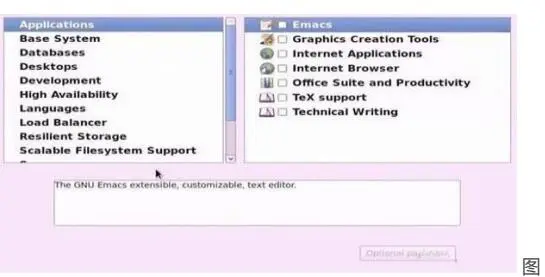 Applications
Base System
Databases
Desktops
Development
High Availability
Languages
Load Balancer
Resilient Storage
Scalable Filesystem Support
Emacs
Graphics Creation Tools
Internet Applications
Internet Browser
Office Suite and Productivity
TeX support
Technical Writing
The GNU Emacs extensible, customizable, text editor.
Optional packages
图